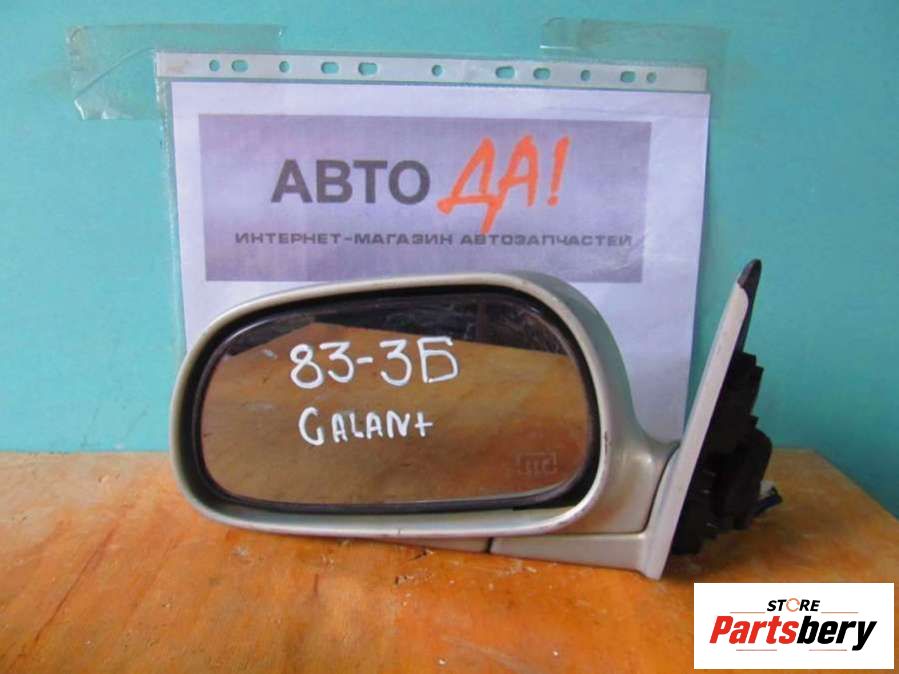 АВТО ДА!
ИНТЕРНЕТ-МАГАЗИН АВТОЗАПЧАСТЕЙ
83-3Б
GALANT
STORE
Partsbery